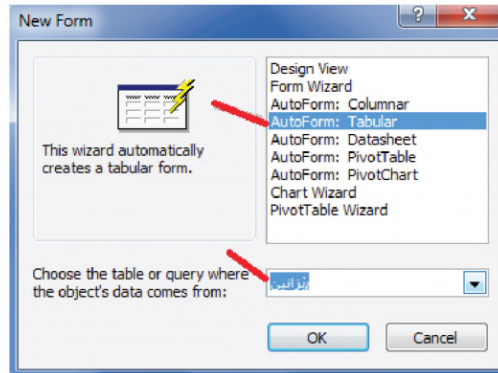 New Form
This wizard automatically
creates a tabular form.
Design View
Form Wizard
AutoForm: Columnar
AutoForm: Tabular
AutoForm: Datasheet
AutoForm: PivotTable
AutoForm: PivotChart
Chart Wizard
PivotTable Wizard
Choose the table or query where
the object's data comes from:
OK
Cancel